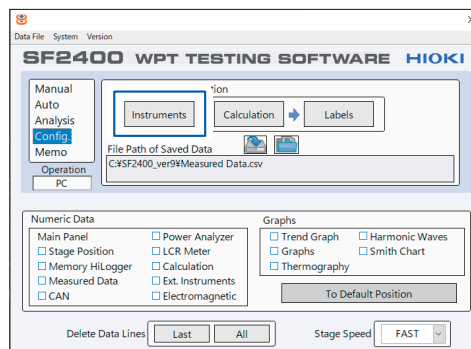 Data File System Version
SF2400 WPT TESTING SOFTWARE HIOKI
Manual
Auto
Analysis
Config.
Memo
Operation
PC
Instruments
Calculation
Labels
File Path of Saved Data
C:¥SF2400_ver9¥Measured Data.csv
Numeric Data
Main Panel
Stage Position
Memory HiLogger
Measured Data
CAN
Power Analyzer
LCR Meter
Calculation
Ext. Instruments
Electromagnetic
Graphs
Trend Graph
Graphs
Thermography
Harmonic Waves
Smith Chart
To Default Position
Delete Data Lines Last All
Stage Speed FAST